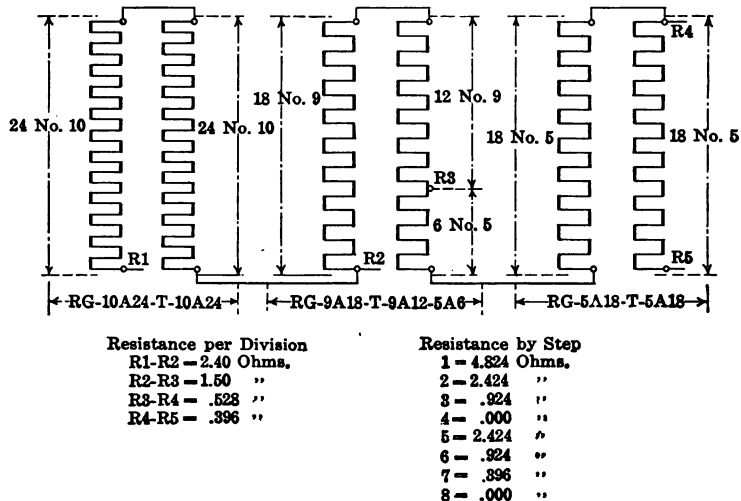 R4
24 No. 10
24 No. 10
18 No. 9
12 No. 9
18 No. 5
18 No. 5
R3
6 No. 5
R1
R2
R5
RG-10A24-T-10A24
RG-9A18-T-9A12-5A6
RG-5A18-T-5A18
Resistance per Division
R1-R2 = 2.40 Ohms.
R2-R3 = 1.50 "
R3-R4 = .528 "
R4-R5 = .396 "
Resistance by Step
1 = 4.824 Ohms.
2 = 2.424 "
3 = .924 "
4 = .000 "
5 = 2.424 "
6 = .924 "
7 = .396 "
8 = .000 "